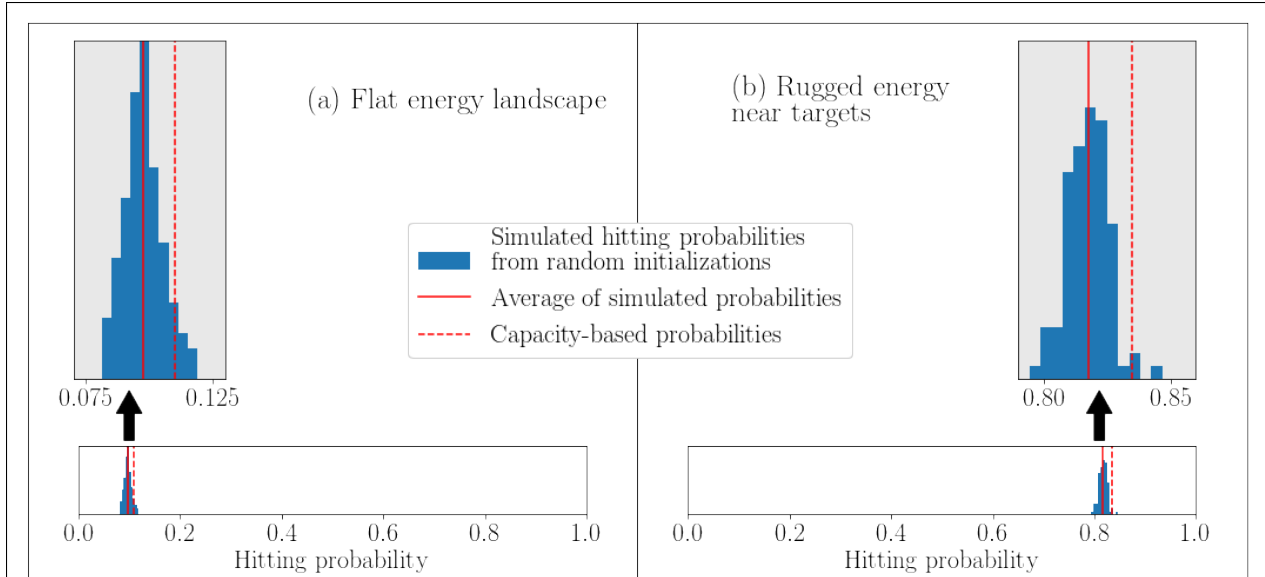 (a) Flat energy landscape
0.075 0.125
0.0 0.2 0.4 0.6 0.8 1.0
Hitting probability
Simulated hitting probabilities
from random initializations
Average of simulated probabilities
Capacity-based probabilities
(b) Rugged energy
near targets
0.80 0.85
0.0 0.2 0.4 0.6 0.8 1.0
Hitting probability